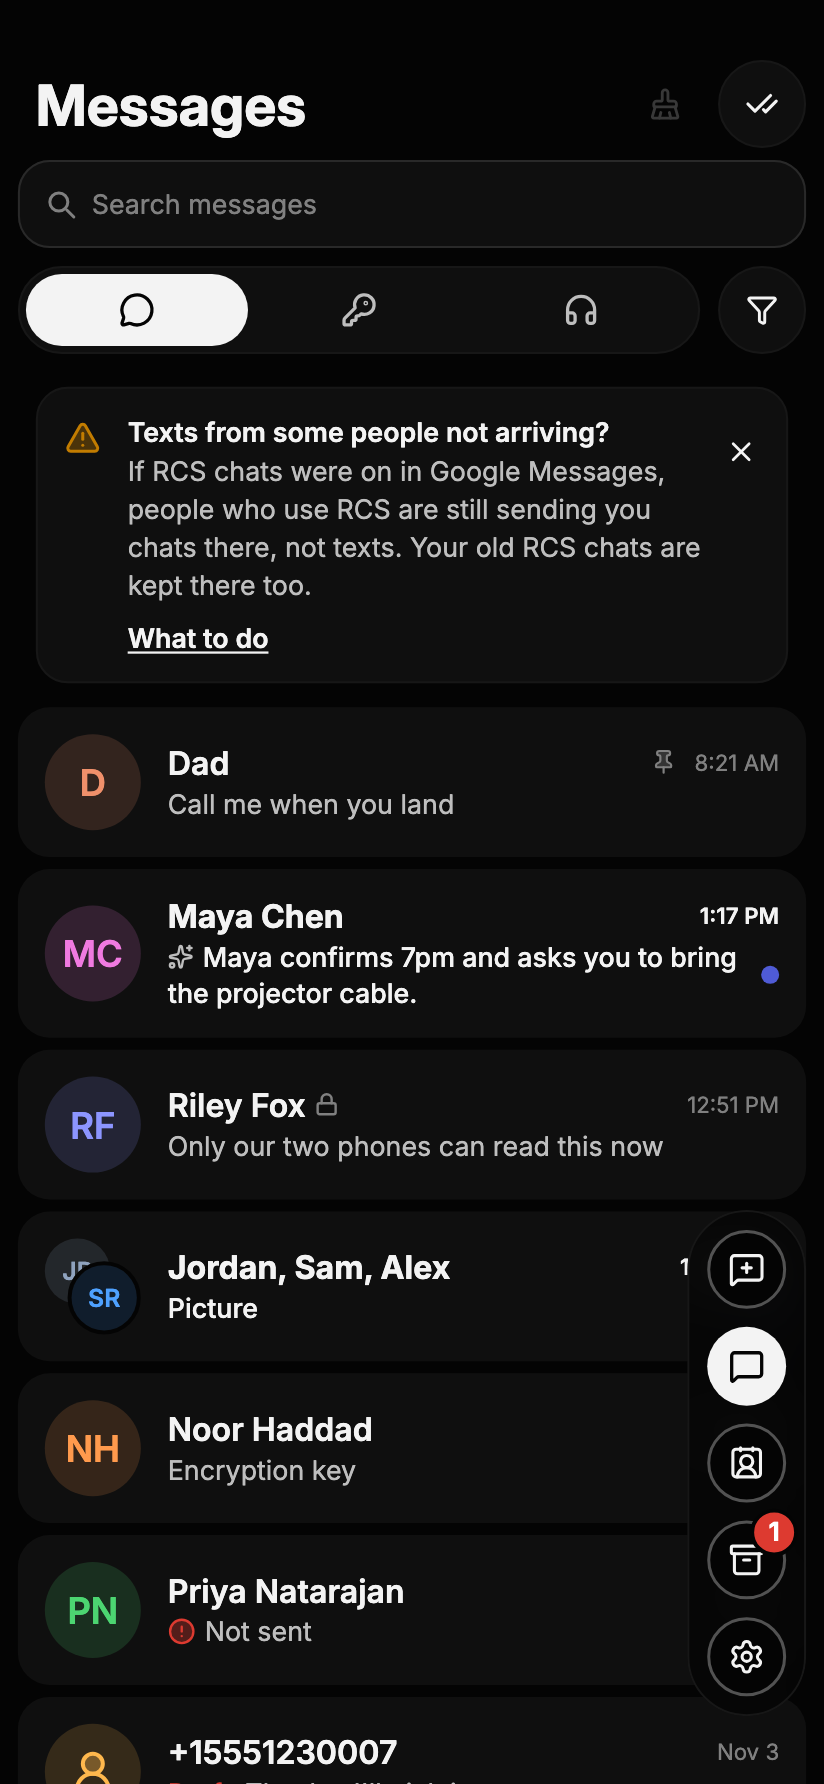 Messages
Search messages
Texts from some people not arriving?
If RCS chats were on in Google Messages,
people who use RCS are still sending you
chats there, not texts. Your old RCS chats are
kept there too.
What to do
D
Dad
8:21 AM
Call me when you land
MC
Maya Chen
1:17 PM
Maya confirms 7pm and asks you to bring
the projector cable.
RF
Riley Fox
12:51 PM
Only our two phones can read this now
SR
Jordan, Sam, Alex
Picture
NH
Noor Haddad
Encryption key
1
PN
Priya Natarajan
Not sent
+15551230007
Nov 3